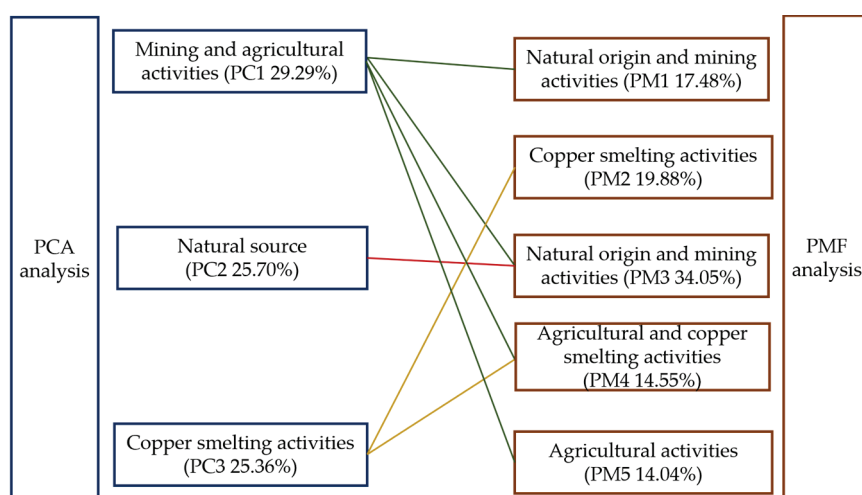 PCA
analysis
Mining and agricultural
activities (PC1 29.29%)
Natural source
(PC2 25.70%)
Copper smelting activities
(PC3 25.36%)
Natural origin and mining
activities (PM1 17.48%)
Copper smelting activities
(PM2 19.88%)
Natural origin and mining
activities (PM3 34.05%)
Agricultural and copper
smelting activities
(PM4 14.55%)
Agricultural activities
(PM5 14.04%)
PMF
analysis